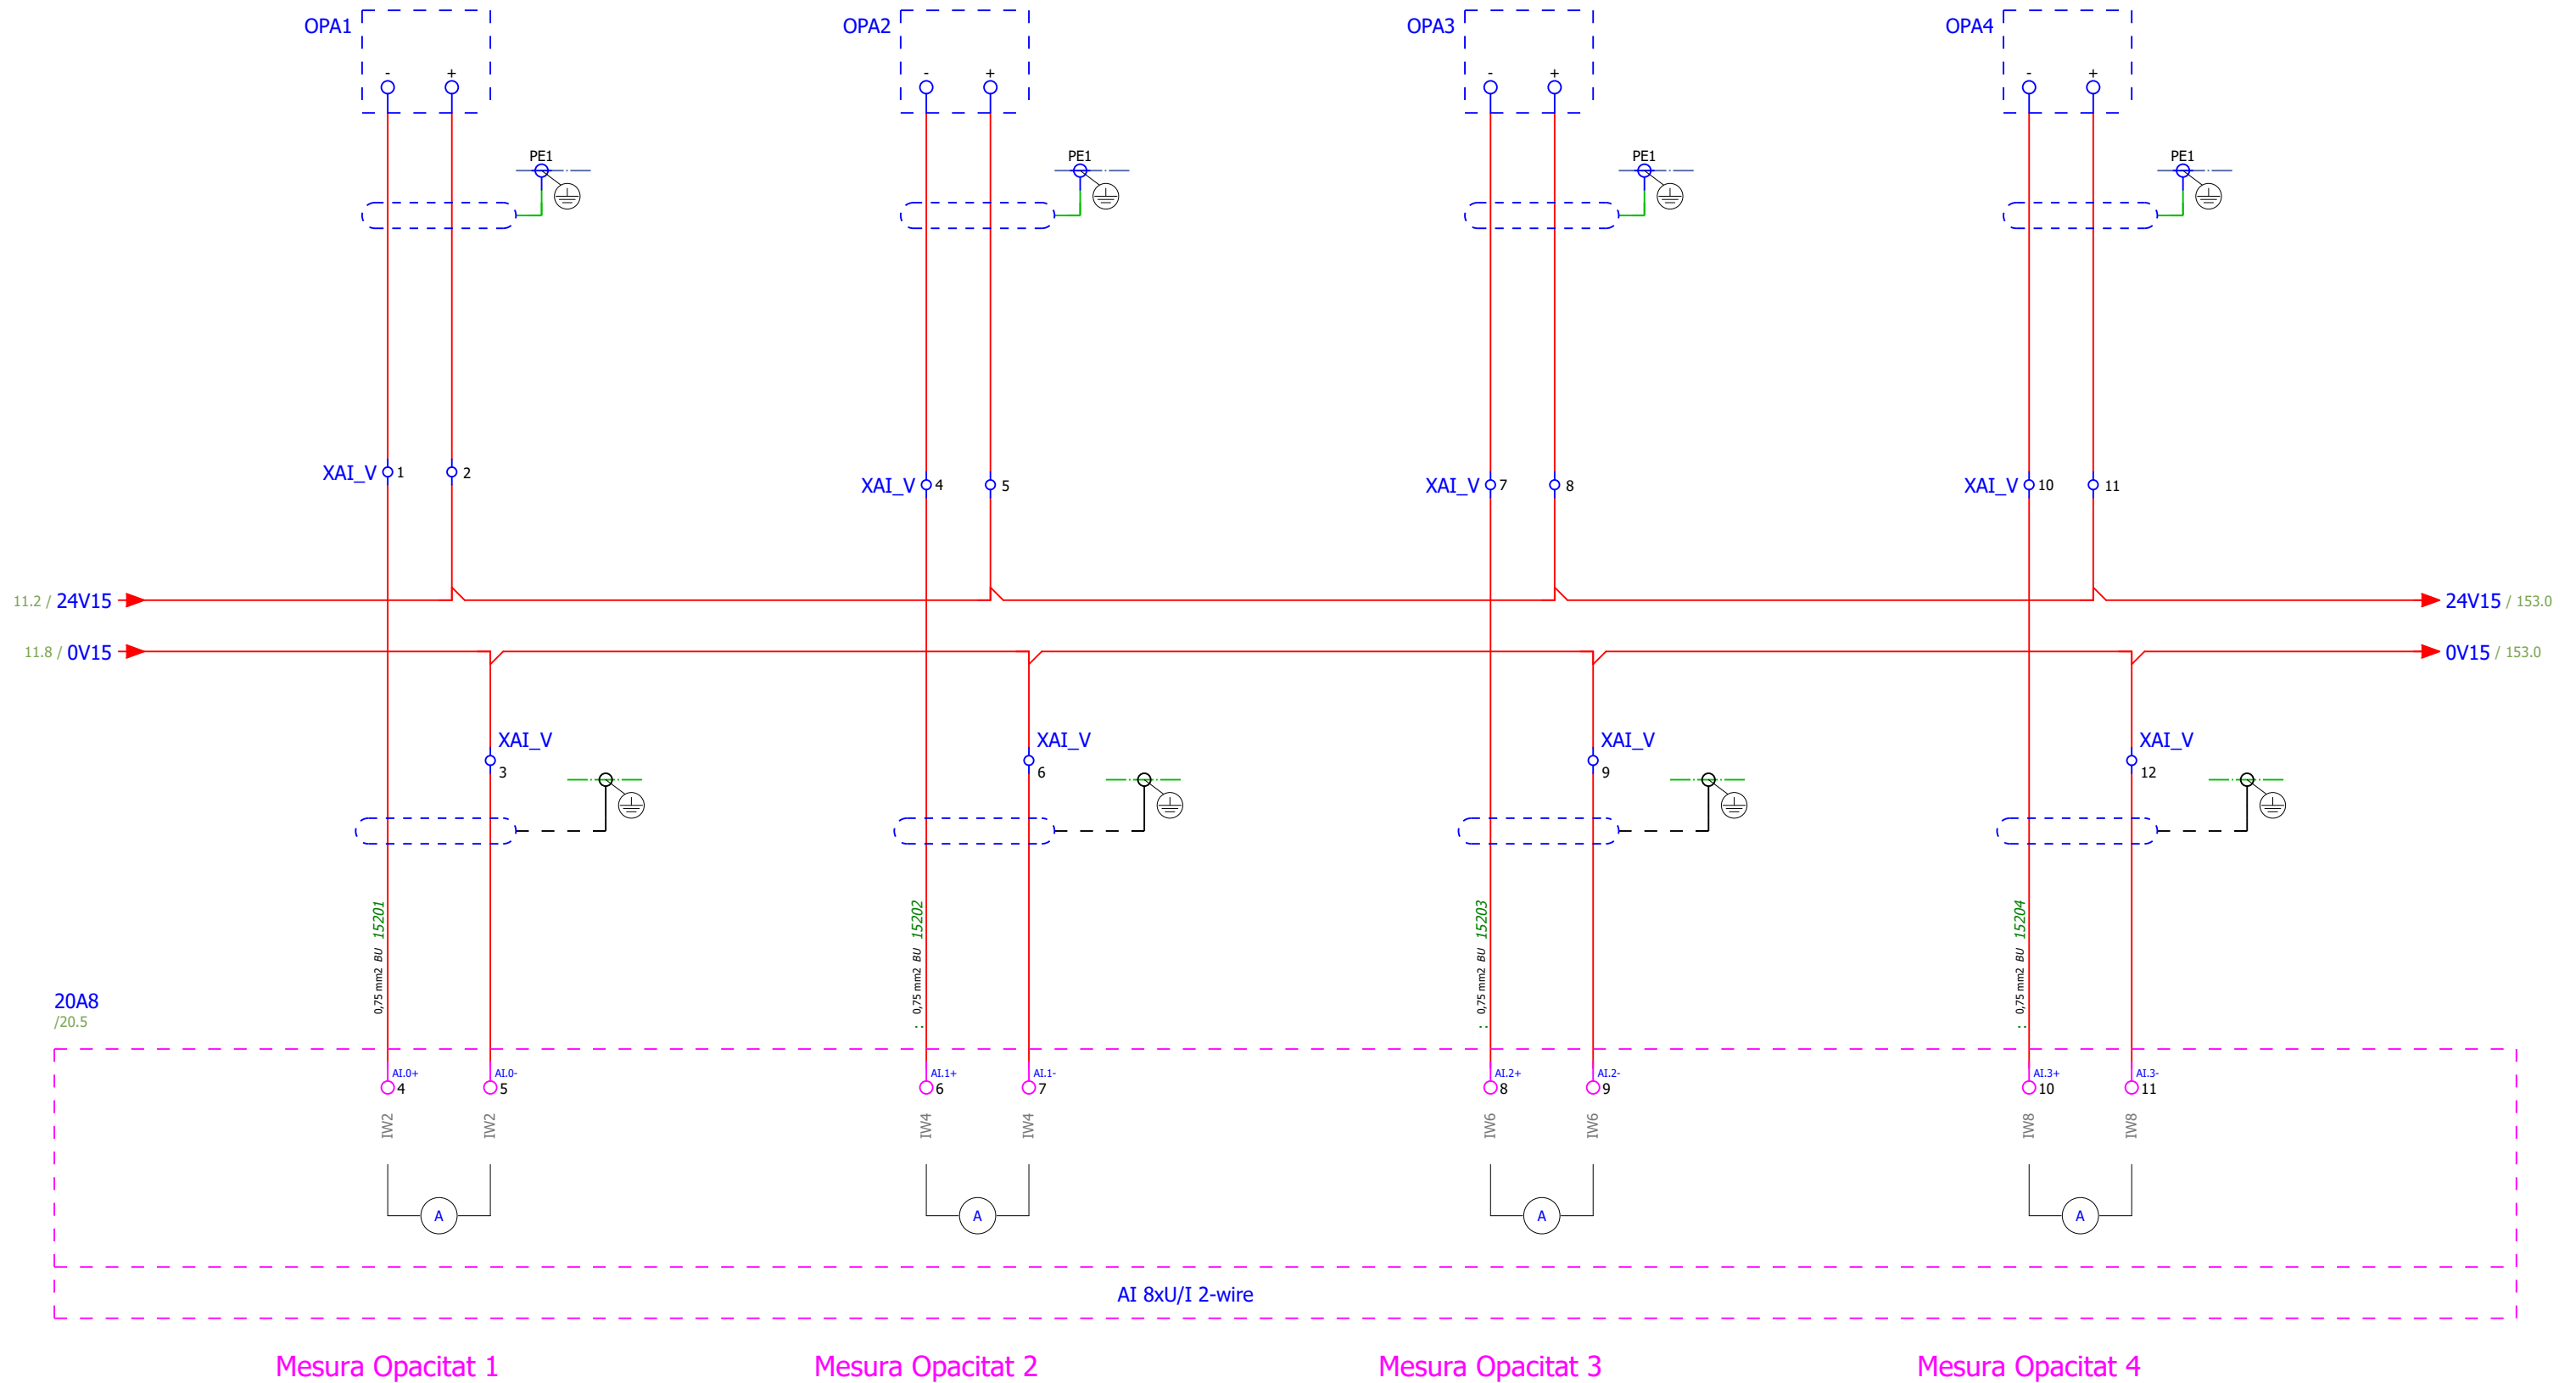 OPA1 OPA2 OPA3 OPA4
- + - + - + - +
PE1 PE1 PE1 PE1
XAI_V 1 2 XAI_V 4 5 XAI_V 7 8 XAI_V 10 11
11.2 / 24V15 24V15 / 153.0
11.8 / 0V15 0V15 / 153.0
XAI_V XAI_V XAI_V XAI_V
3 6 9 12
0,75 mm2 BU 15201
0,75 mm2 BU 15202
0,75 mm2 BU 15203
0,75 mm2 BU 15204
20A8
/20.5
AI.0+ AI.0- AI.1+ AI.1- AI.2+ AI.2- AI.3+ AI.3-
4 5 6 7 8 9 10 11
IW2 IW2 IW4 IW4 IW6 IW6 IW8 IW8
A A A A
AI 8xU/I 2-wire
Mesura Opacitat 1 Mesura Opacitat 2 Mesura Opacitat 3 Mesura Opacitat 4